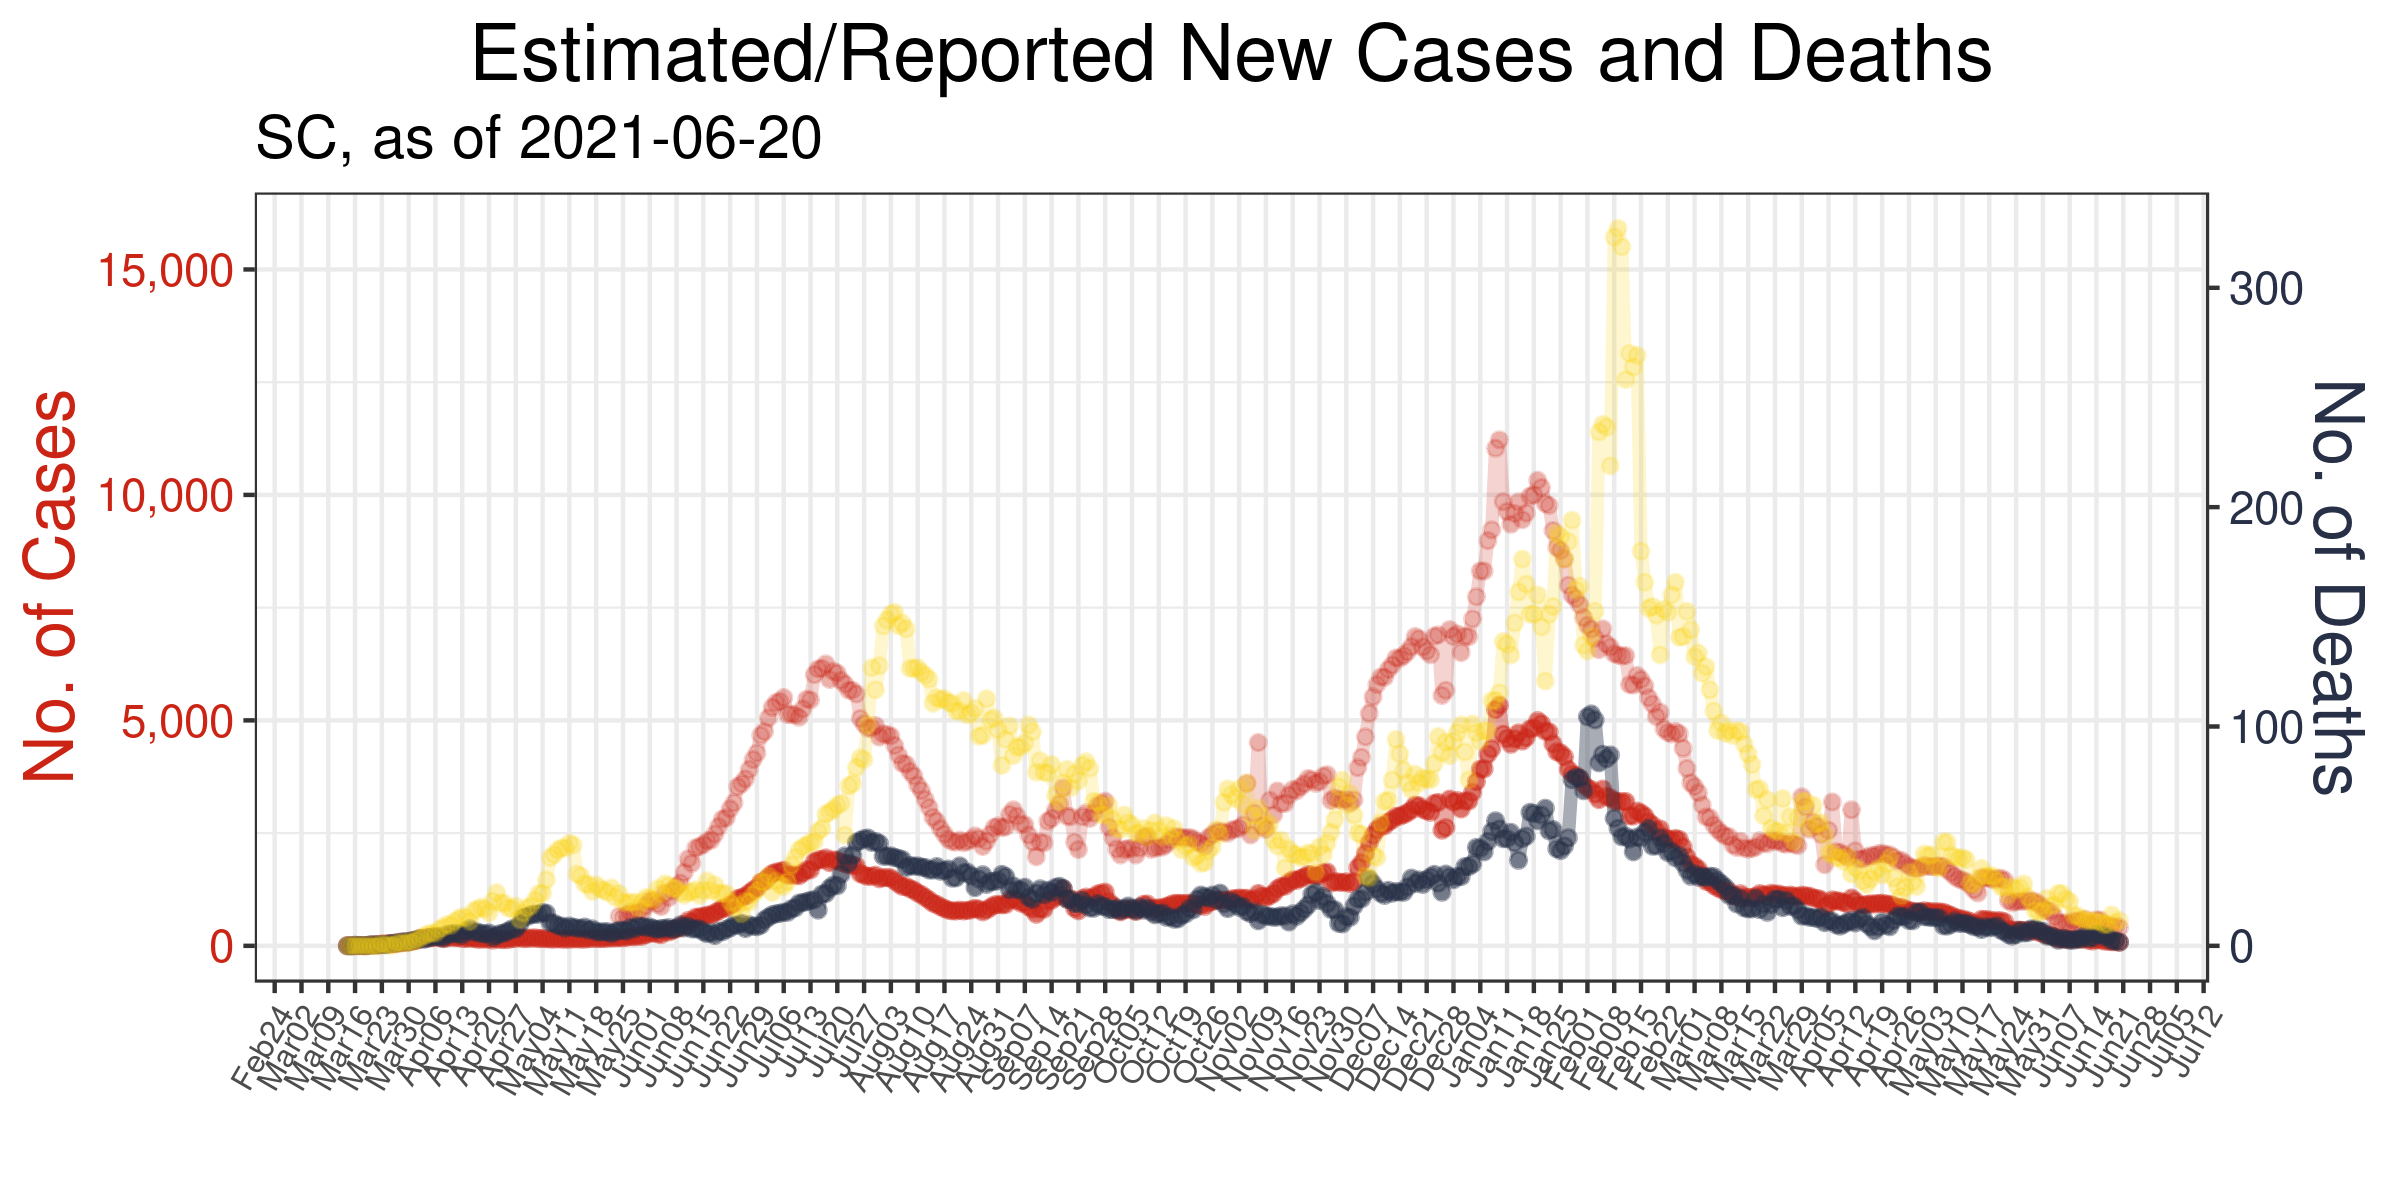 Estimated/Reported New Cases and Deaths
SC, as of 2021-06-20
No. of Cases
15,000
10,000
5,000
0
300
200
100
0
No. of Deaths
Feb24
Mar02
Mar09
Mar16
Mar23
Mar30
Apr06
Apr13
Apr20
Apr27
May04
May11
May18
May25
Jun01
Jun08
Jun15
Jun22
Jun29
Jul06
Jul13
Jul20
Jul27
Aug03
Aug10
Aug17
Aug24
Aug31
Sep07
Sep14
Sep21
Sep28
Oct05
Oct12
Oct19
Oct26
Nov02
Nov09
Nov16
Nov23
Nov30
Dec07
Dec14
Dec21
Dec28
Jan04
Jan11
Jan18
Jan25
Feb01
Feb08
Feb15
Feb22
Mar01
Mar08
Mar15
Mar22
Mar29
Apr05
Apr12
Apr19
Apr26
May03
May10
May17
May24
May31
Jun07
Jun14
Jun21
Jun28
Jul05
Jul12